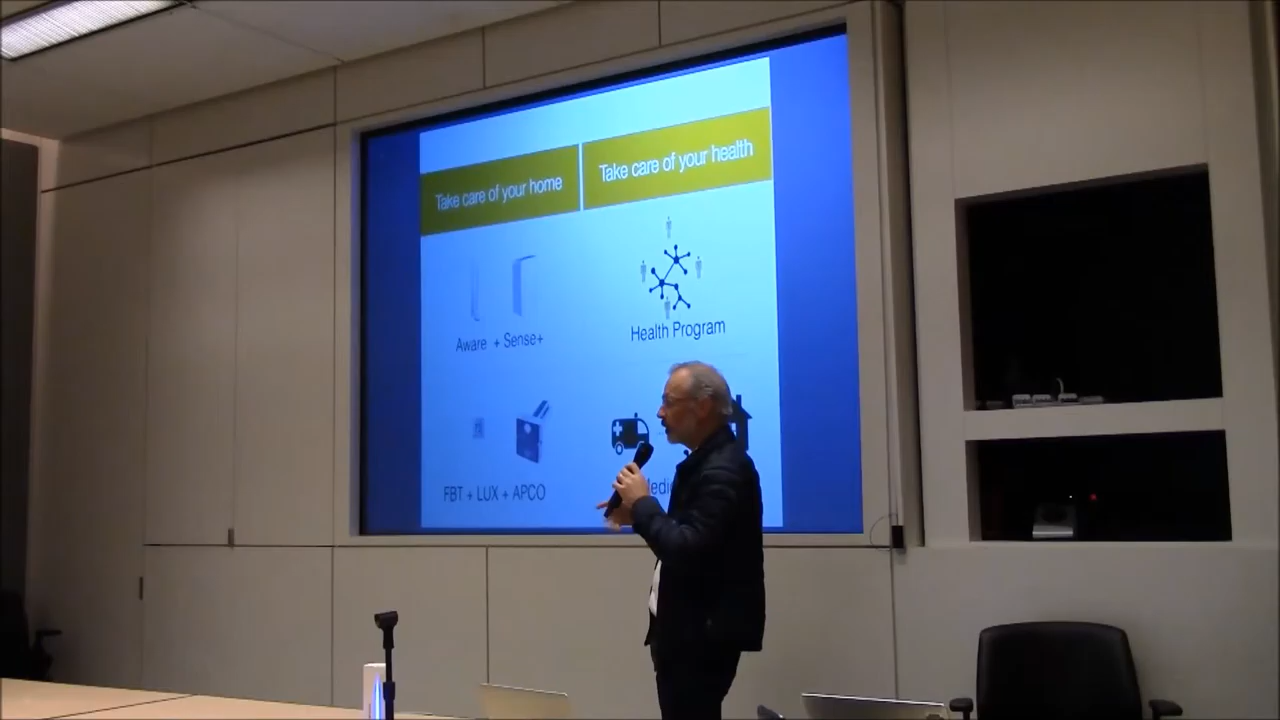 Take care of your home
Take care of your health
Aware + Sense+
Health Program
FBT + LUX + APCO